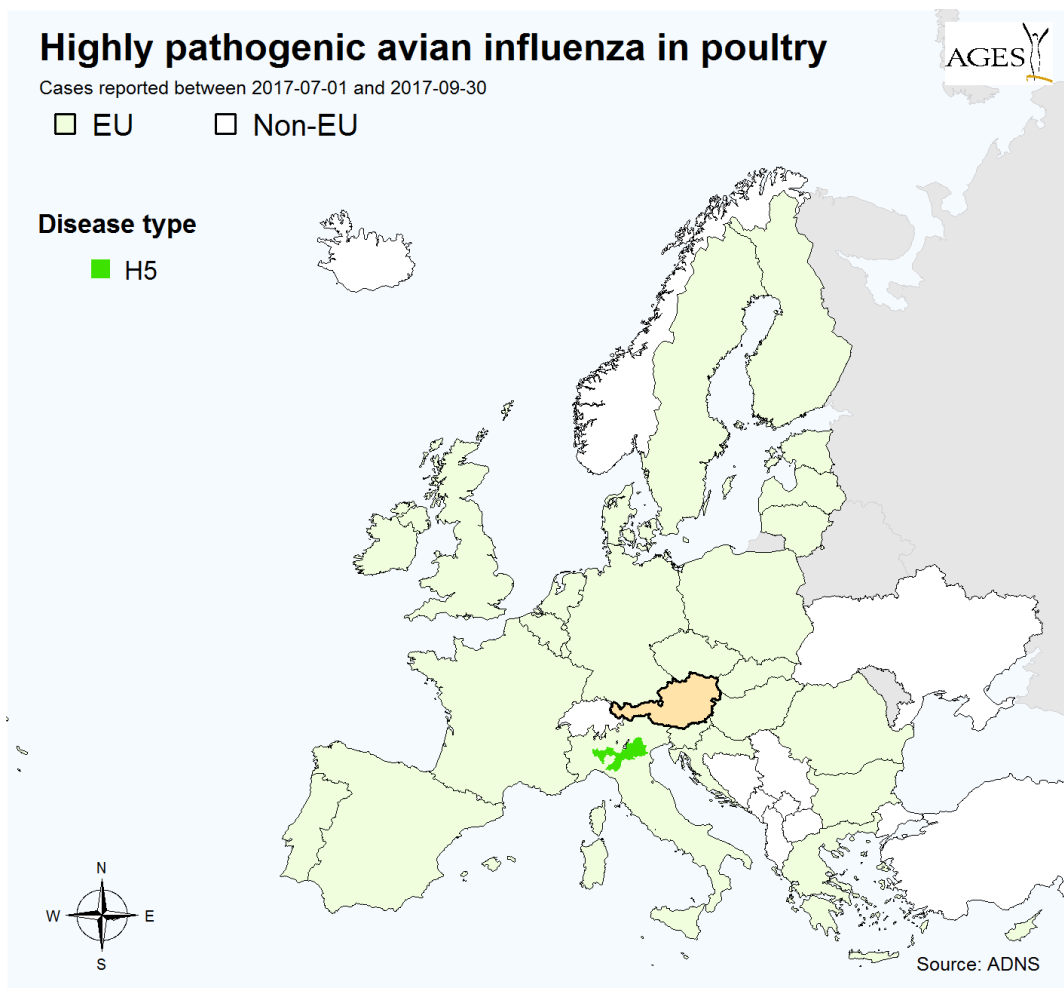 Highly pathogenic avian influenza in poultry
AGES
Cases reported between 2017-07-01 and 2017-09-30
EU
Non-EU
Disease type
H5
N
W
E
S
Source: ADNS